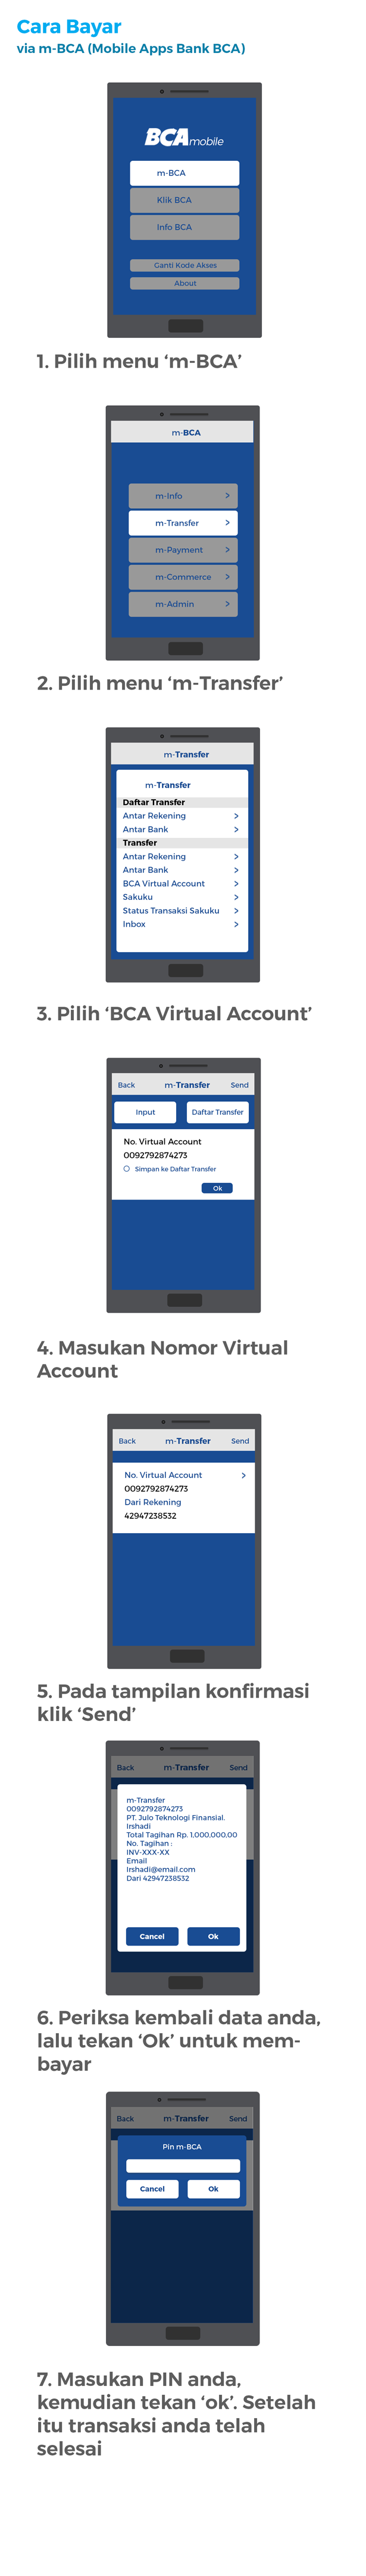 Cara Bayar
via m-BCA (Mobile Apps Bank BCA)
BCA mobile
m-BCA
Klik BCA
Info BCA
Ganti Kode Akses
About
1. Pilih menu ‘m-BCA’
m-BCA
m-Info >
m-Transfer >
m-Payment >
m-Commerce >
m-Admin >
2. Pilih menu ‘m-Transfer’
m-Transfer
m-Transfer
Daftar Transfer
Antar Rekening >
Antar Bank >
Transfer
Antar Rekening >
Antar Bank >
BCA Virtual Account >
Sakuku >
Status Transaksi Sakuku >
Inbox >
3. Pilih ‘BCA Virtual Account’
Back m-Transfer Send
Input Daftar Transfer
No. Virtual Account
0092792874273
Simpan ke Daftar Transfer
Ok
4. Masukan Nomor Virtual
Account
Back m-Transfer Send
No. Virtual Account >
0092792874273
Dari Rekening
42947238532
5. Pada tampilan konfirmasi
klik ‘Send’
Back m-Transfer Send
m-Transfer
0092792874273
PT. Julo Teknologi Finansial.
Irshadi
Total Tagihan Rp. 1.000.000.00
No. Tagihan :
INV-XXX-XX
Email
Irshadi@email.com
Dari 42947238532
Cancel Ok
6. Periksa kembali data anda,
lalu tekan ‘Ok’ untuk mem-
bayar
Back m-Transfer Send
Pin m-BCA
Cancel Ok
7. Masukan PIN anda,
kemudian tekan ‘ok’. Setelah
itu transaksi anda telah
selesai